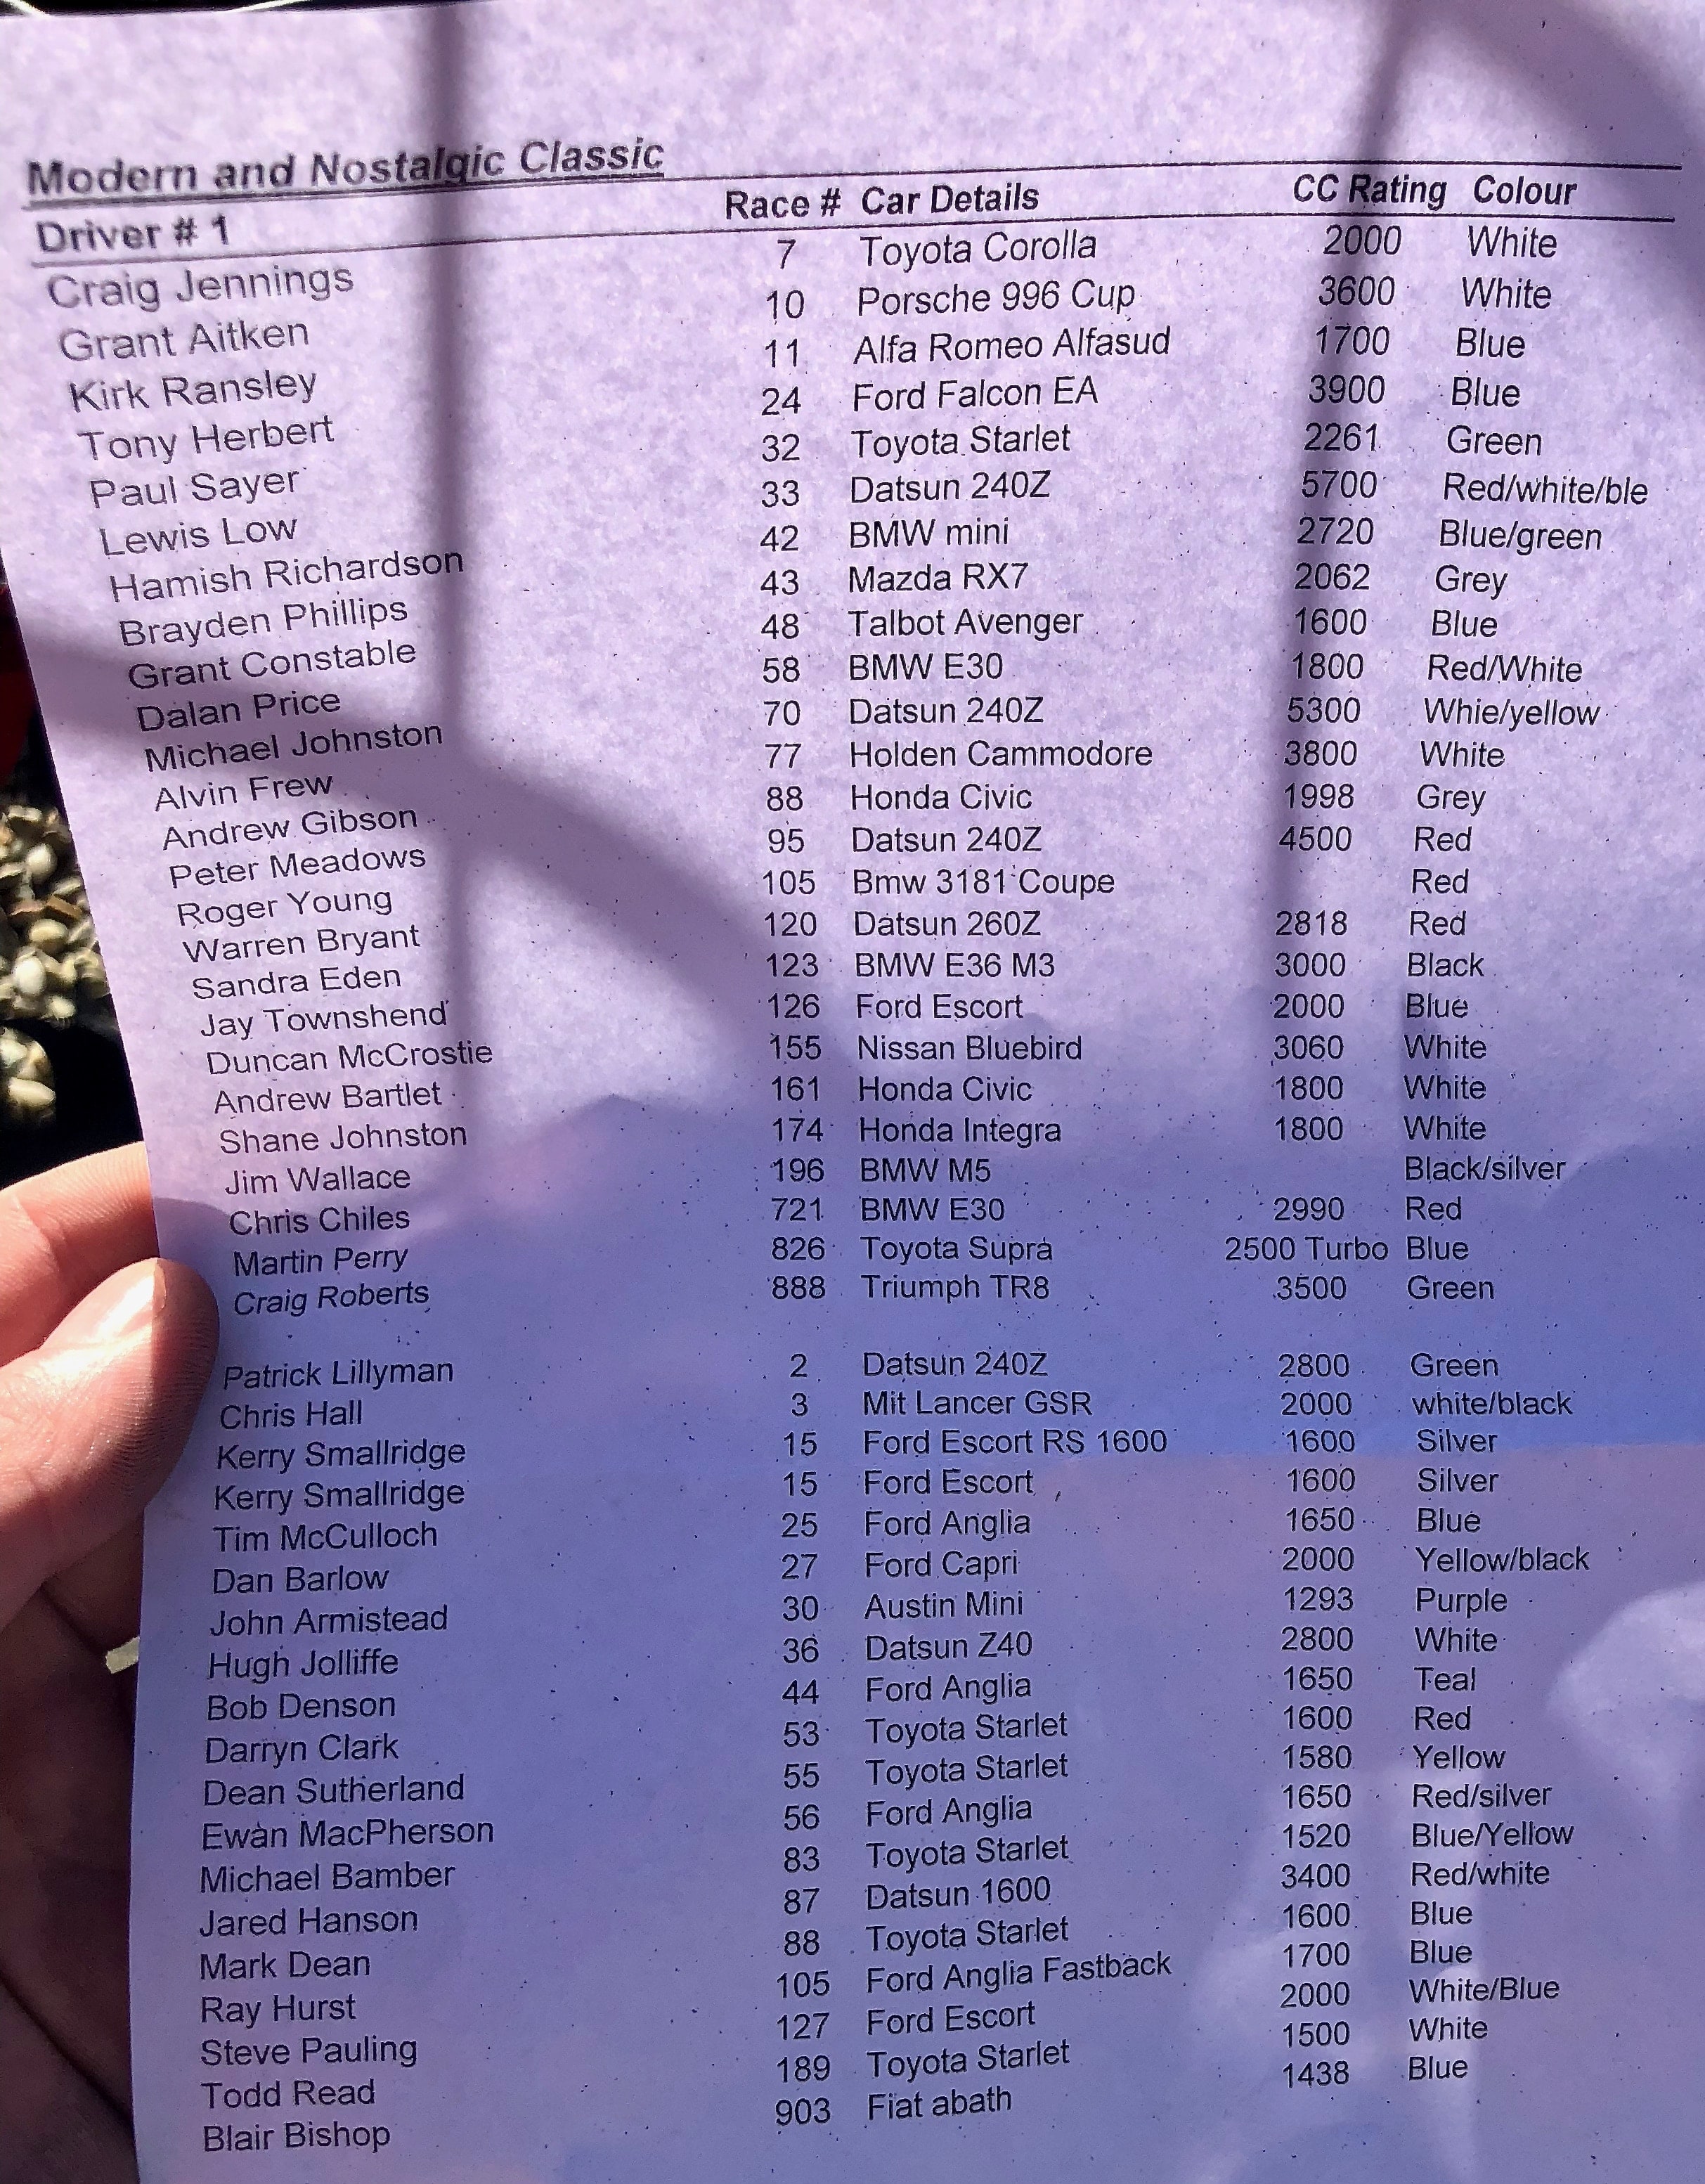 Modern and Nostalgic Classic
Driver # 1 Race # Car Details CC Rating Colour
Craig Jennings 7 Toyota Corolla 2000 White
Grant Aitken 10 Porsche 996 Cup 3600 White
Kirk Ransley 11 Alfa Romeo Alfasud 1700 Blue
Tony Herbert 24 Ford Falcon EA 3900 Blue
Paul Sayer 32 Toyota Starlet 2261 Green
Lewis Low 33 Datsun 240Z 5700 Red/white/ble
Hamish Richardson 42 BMW mini 2720 Blue/green
Brayden Phillips 43 Mazda RX7 2062 Grey
Grant Constable 48 Talbot Avenger 1600 Blue
Dalan Price 58 BMW E30 1800 Red/White
Michael Johnston 70 Datsun 240Z 5300 Whie/yellow
Alvin Frew 77 Holden Cammodore 3800 White
Andrew Gibson 88 Honda Civic 1998 Grey
Peter Meadows 95 Datsun 240Z 4500 Red
Roger Young 105 Bmw 3181 Coupe Red
Warren Bryant 120 Datsun 260Z 2818 Red
Sandra Eden 123 BMW E36 M3 3000 Black
Jay Townshend 126 Ford Escort 2000 Blue
Duncan McCrostie 155 Nissan Bluebird 3060 White
Andrew Bartlet 161 Honda Civic 1800 White
Shane Johnston 174 Honda Integra 1800 White
Jim Wallace 196 BMW M5 Black/silver
Chris Chiles 721 BMW E30 2990 Red
Martin Perry 826 Toyota Supra 2500 Turbo Blue
Craig Roberts 888 Triumph TR8 3500 Green
Patrick Lillyman 2 Datsun 240Z 2800 Green
Chris Hall 3 Mit Lancer GSR 2000 white/black
Kerry Smallridge 15 Ford Escort RS 1600 1600 Silver
Kerry Smallridge 15 Ford Escort 1600 Silver
Tim McCulloch 25 Ford Anglia 1650 Blue
Dan Barlow 27 Ford Capri 2000 Yellow/black
John Armistead 30 Austin Mini 1293 Purple
Hugh Jolliffe 36 Datsun Z40 2800 White
Bob Denson 44 Ford Anglia 1650 Teal
Darryn Clark 53 Toyota Starlet 1600 Red
Dean Sutherland 55 Toyota Starlet 1580 Yellow
Ewan MacPherson 56 Ford Anglia 1650 Red/silver
Michael Bamber 83 Toyota Starlet 1520 Blue/Yellow
Jared Hanson 87 Datsun 1600 3400 Red/white
Mark Dean 88 Toyota Starlet 1600 Blue
Ray Hurst 105 Ford Anglia Fastback 1700 Blue
Steve Pauling 127 Ford Escort 2000 White/Blue
Todd Read 189 Toyota Starlet 1500 White
Blair Bishop 903 Fiat abath 1438 Blue